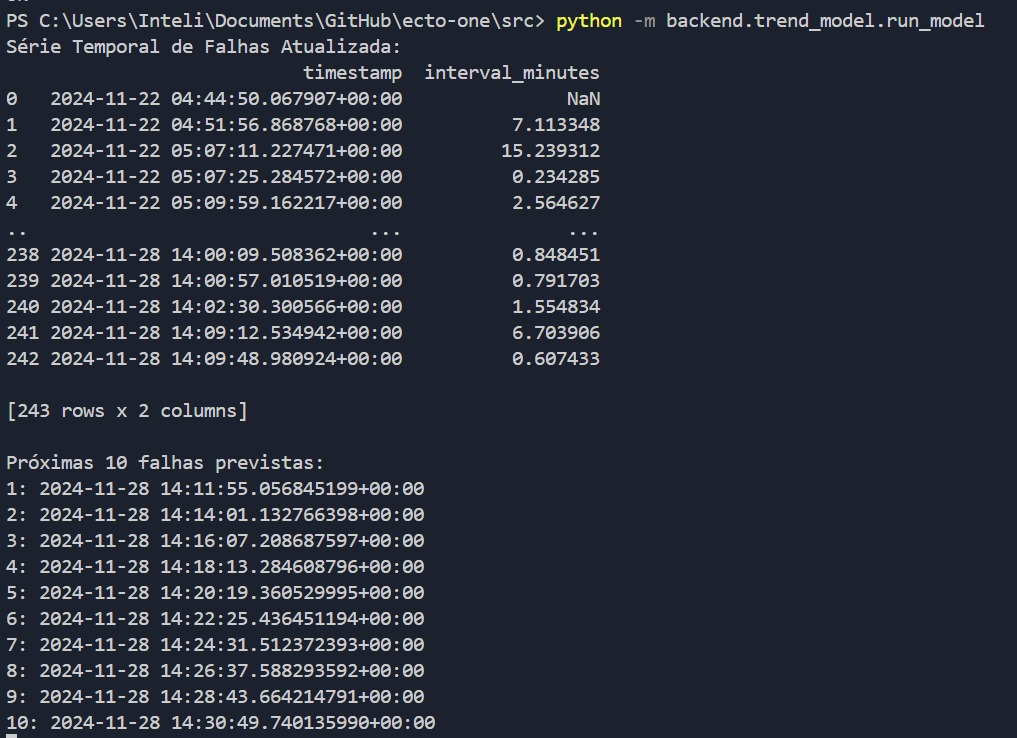 PS C:\Users\Inteli\Documents\GitHub\ecto-one\src> python -m backend.trend_model.run_model
Série Temporal de Falhas Atualizada:
timestamp interval_minutes
0 2024-11-22 04:44:50.067907+00:00 NaN
1 2024-11-22 04:51:56.868768+00:00 7.113348
2 2024-11-22 05:07:11.227471+00:00 15.239312
3 2024-11-22 05:07:25.284572+00:00 0.234285
4 2024-11-22 05:09:59.162217+00:00 2.564627
.. ... ...
238 2024-11-28 14:00:09.508362+00:00 0.848451
239 2024-11-28 14:00:57.010519+00:00 0.791703
240 2024-11-28 14:02:30.300566+00:00 1.554834
241 2024-11-28 14:09:12.534942+00:00 6.703906
242 2024-11-28 14:09:48.980924+00:00 0.607433
[243 rows x 2 columns]
Próximas 10 falhas previstas:
1: 2024-11-28 14:11:55.056845199+00:00
2: 2024-11-28 14:14:01.132766398+00:00
3: 2024-11-28 14:16:07.208687597+00:00
4: 2024-11-28 14:18:13.284608796+00:00
5: 2024-11-28 14:20:19.360529995+00:00
6: 2024-11-28 14:22:25.436451194+00:00
7: 2024-11-28 14:24:31.512372393+00:00
8: 2024-11-28 14:26:37.588293592+00:00
9: 2024-11-28 14:28:43.664214791+00:00
10: 2024-11-28 14:30:49.740135990+00:00